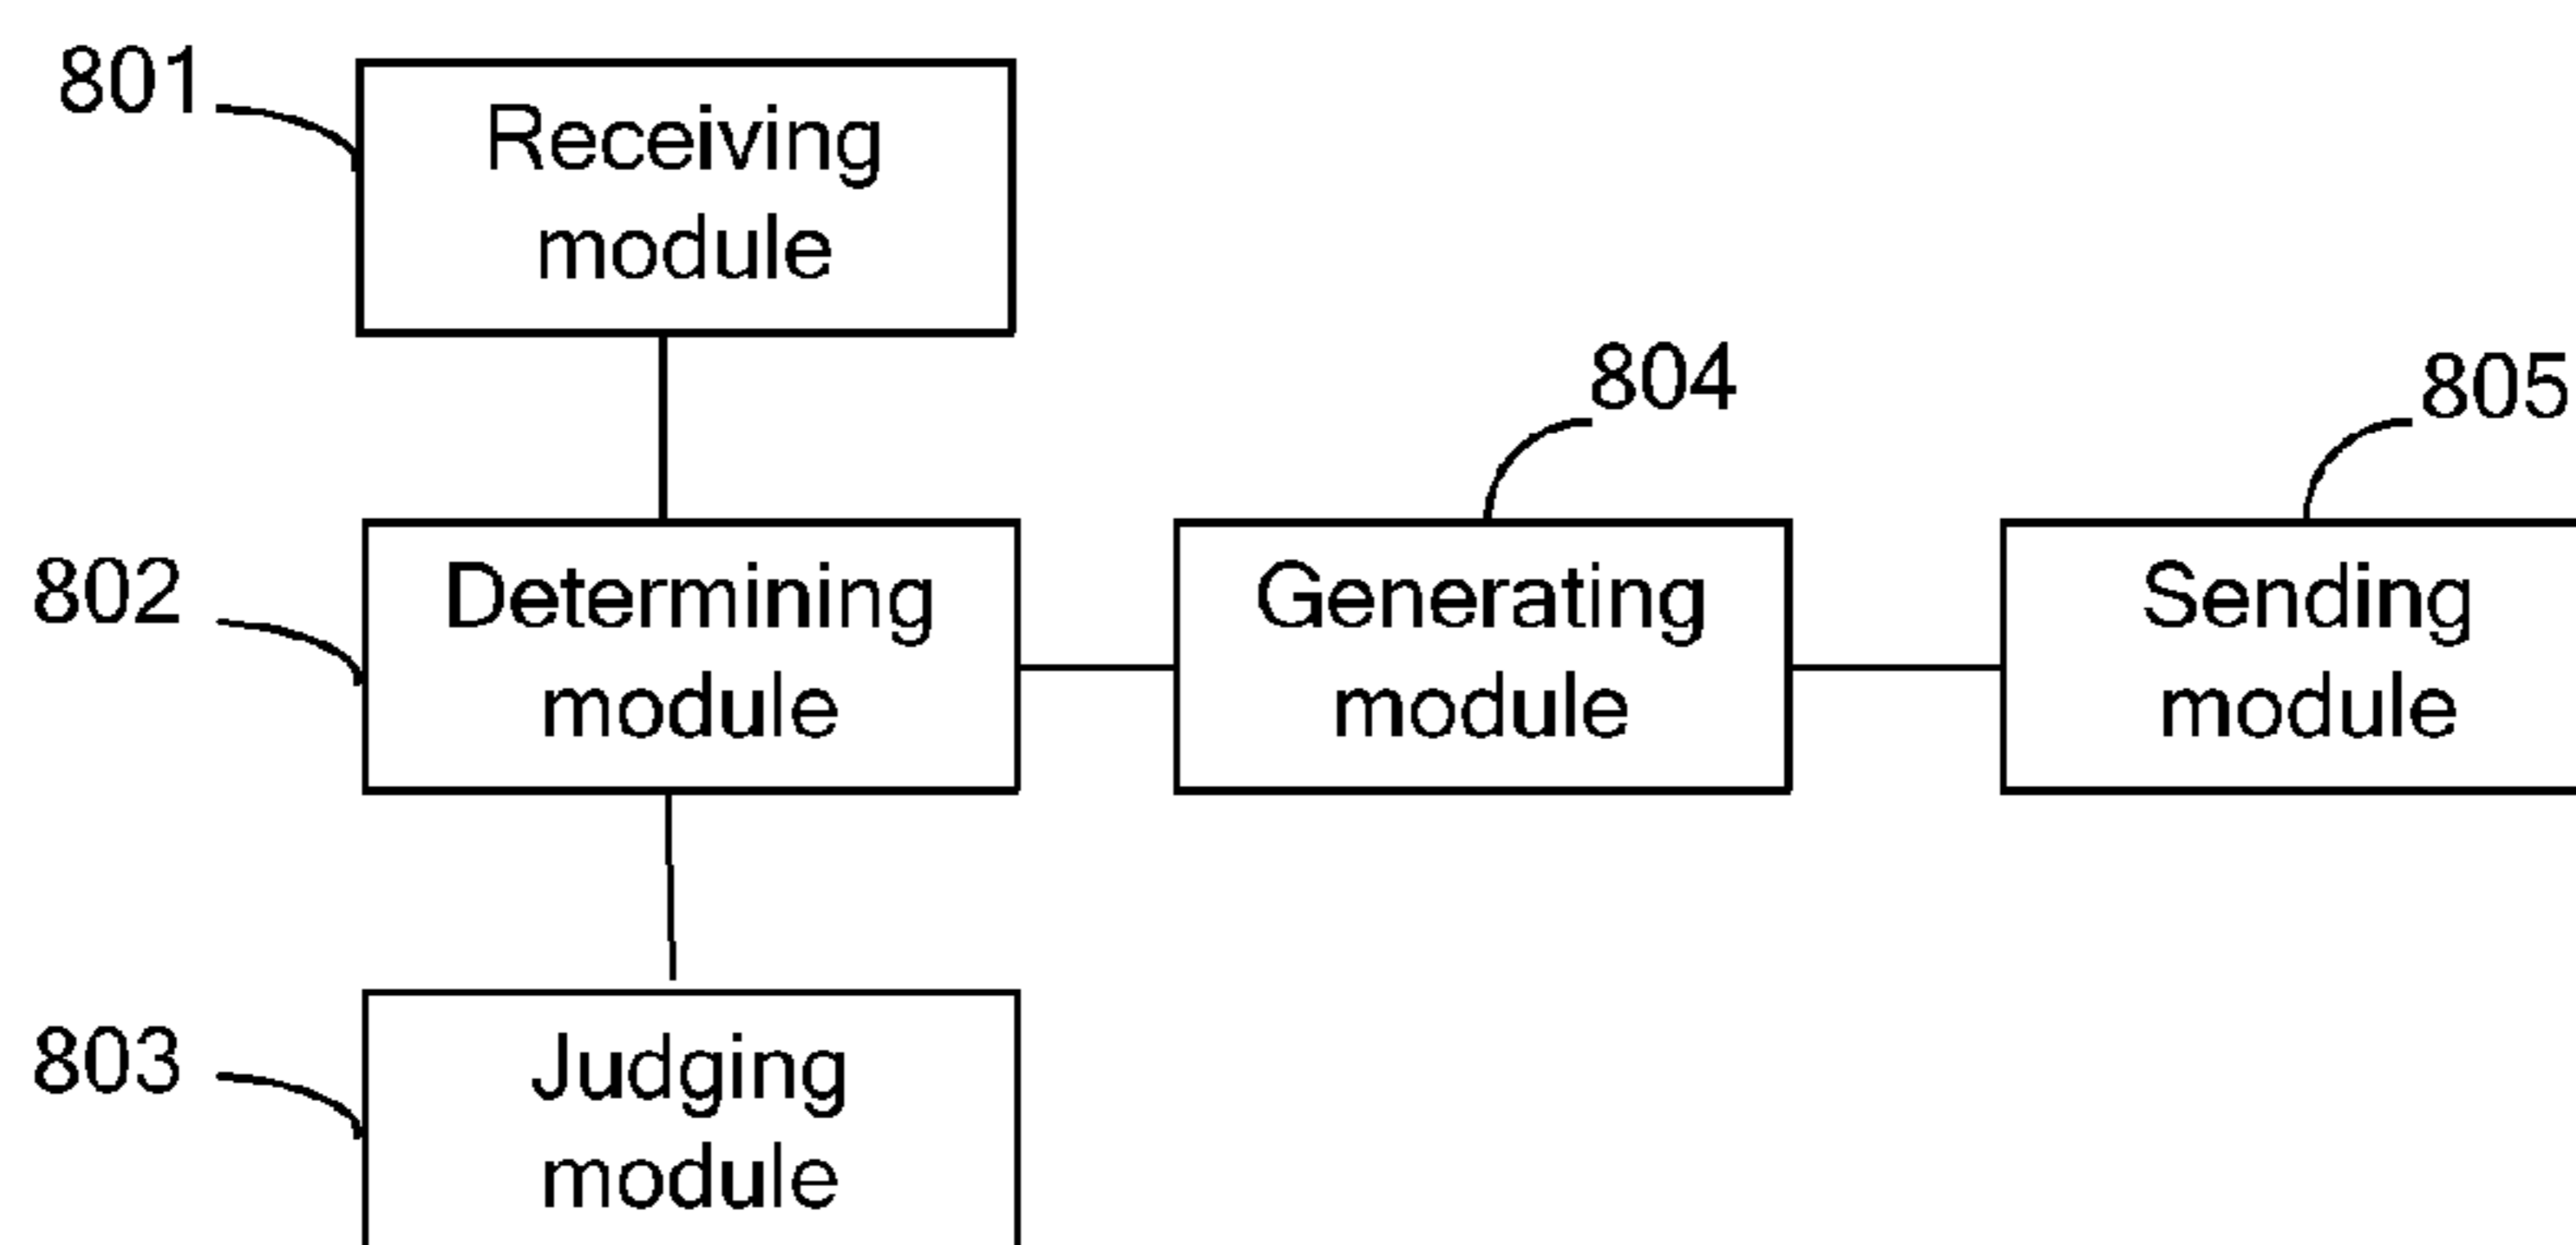 801
Receiving
module
804
805
802
Determining
module
Generating
module
Sending
module
803
Judging
module